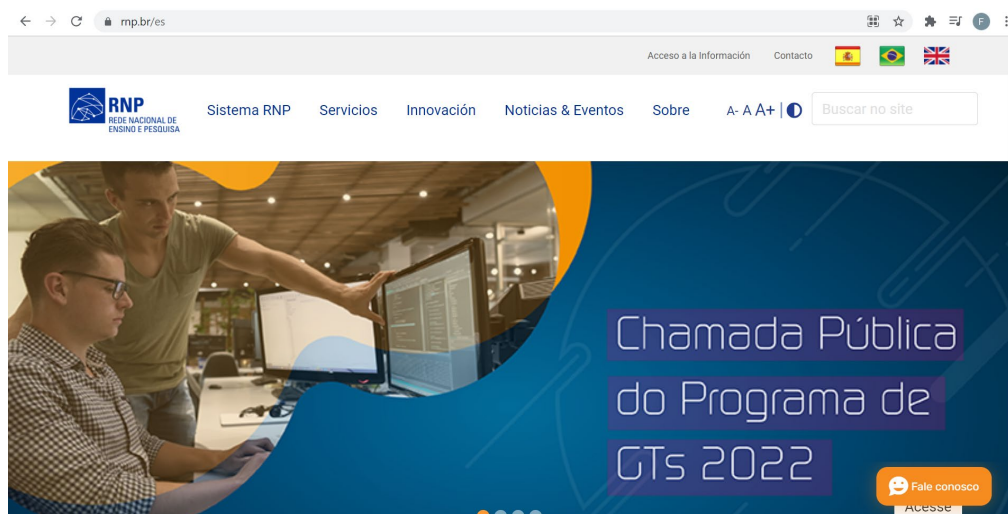 rnp.br/es
F
Acceso a la Información Contacto
RNP
REDE NACIONAL DE
ENSINO E PESQUISA
Sistema RNP Servicios Innovación Noticias & Eventos Sobre A- A A+ | Buscar no site
Chamada Pública
do Programa de
GTs 2022
Fale conosco
Acesse